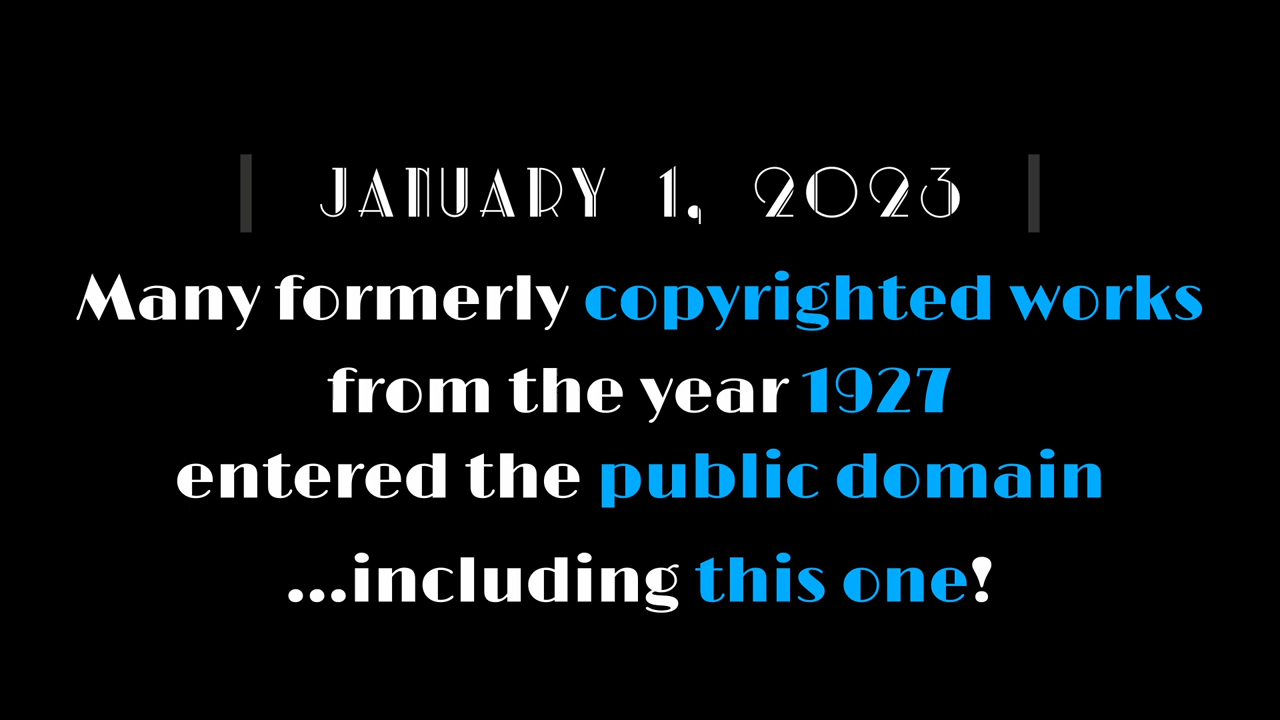 JANUARY 1, 2023
Many formerly copyrighted works
from the year 1927
entered the public domain
...including this one!